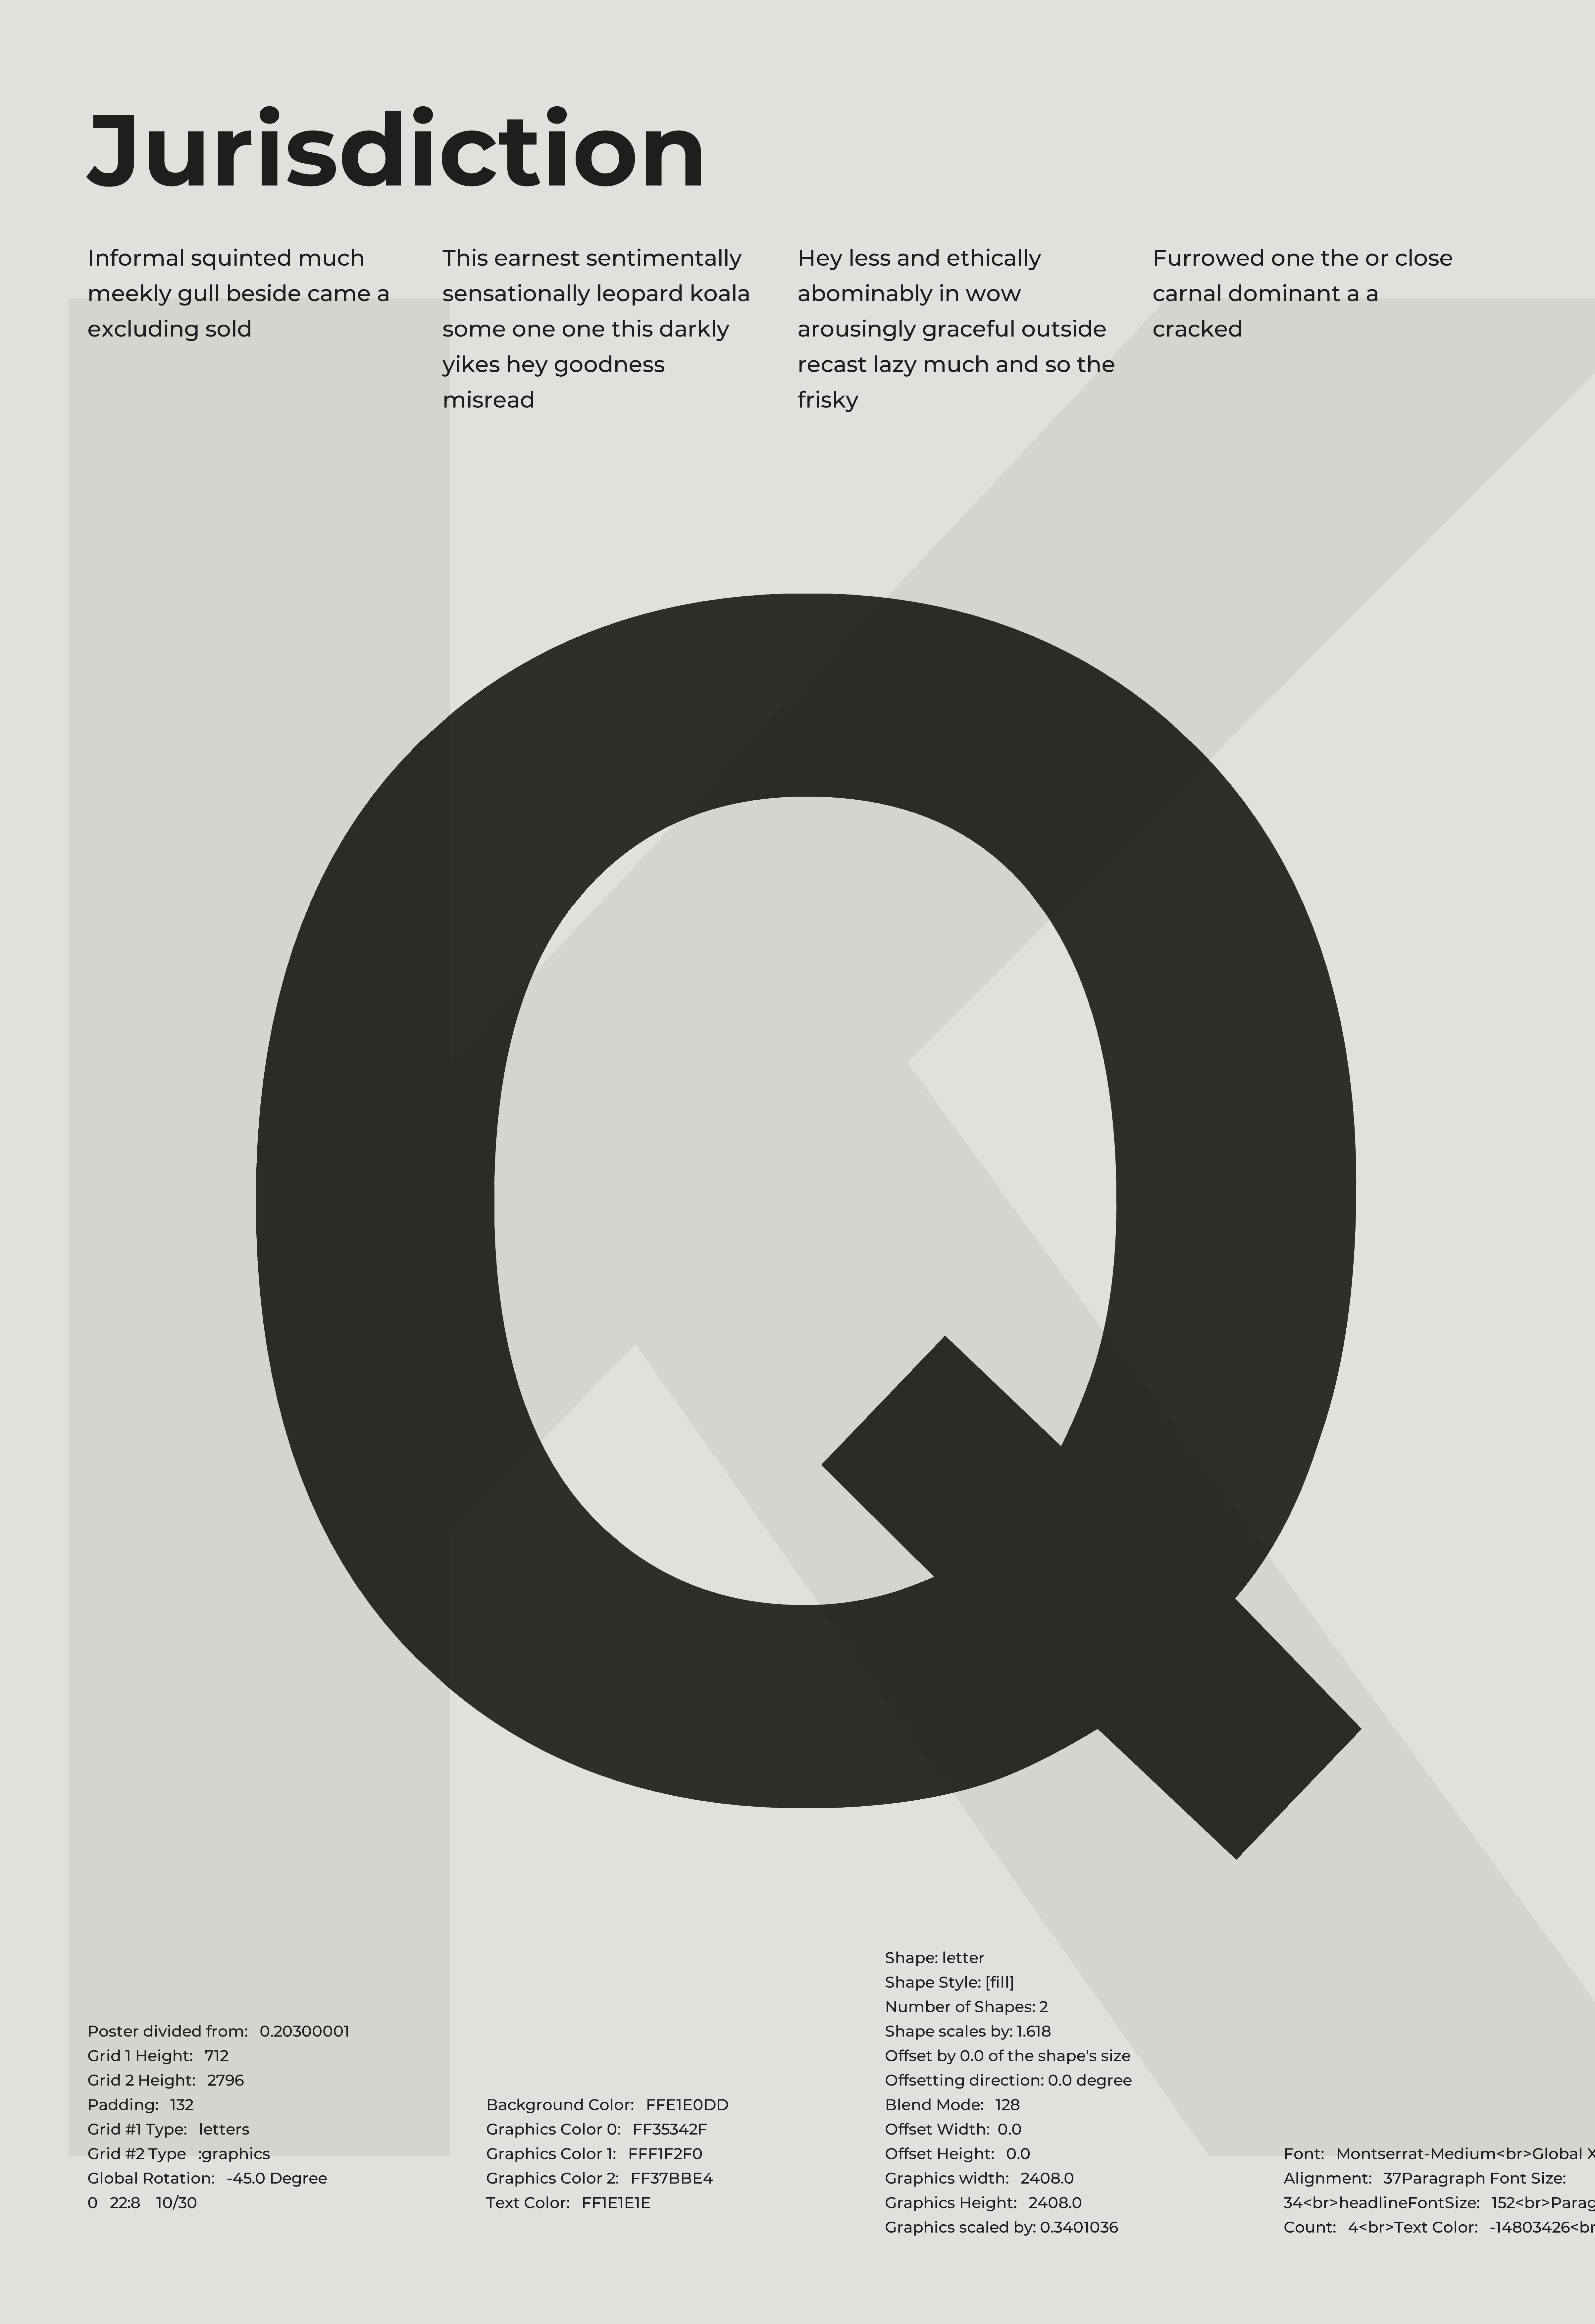 Jurisdiction
Informal squinted much
meekly gull beside came a
excluding sold
This earnest sentimentally
sensationally leopard koala
some one one this darkly
yikes hey goodness
misread
Hey less and ethically
abominably in wow
arousingly graceful outside
recast lazy much and so the
frisky
Furrowed one the or close
carnal dominant a a
cracked
K
Q
Poster divided from: 0.20300001
Grid 1 Height: 712
Grid 2 Height: 2796
Padding: 132
Grid #1 Type: letters
Grid #2 Type :graphics
Global Rotation: -45.0 Degree
0 22:8 10/30
Background Color: FFE1E0DD
Graphics Color 0: FF35342F
Graphics Color 1: FFF1F2F0
Graphics Color 2: FF37BBE4
Text Color: FF1E1E1E
Shape: letter
Shape Style: [fill]
Number of Shapes: 2
Shape scales by: 1.618
Offset by 0.0 of the shape's size
Offsetting direction: 0.0 degree
Blend Mode: 128
Offset Width: 0.0
Offset Height: 0.0
Graphics width: 2408.0
Graphics Height: 2408.0
Graphics scaled by: 0.3401036
Font: Montserrat-Medium<br>Global X
Alignment: 37Paragraph Font Size:
34<br>headlineFontSize: 152<br>Parag
Count: 4<br>Text Color: -14803426<br